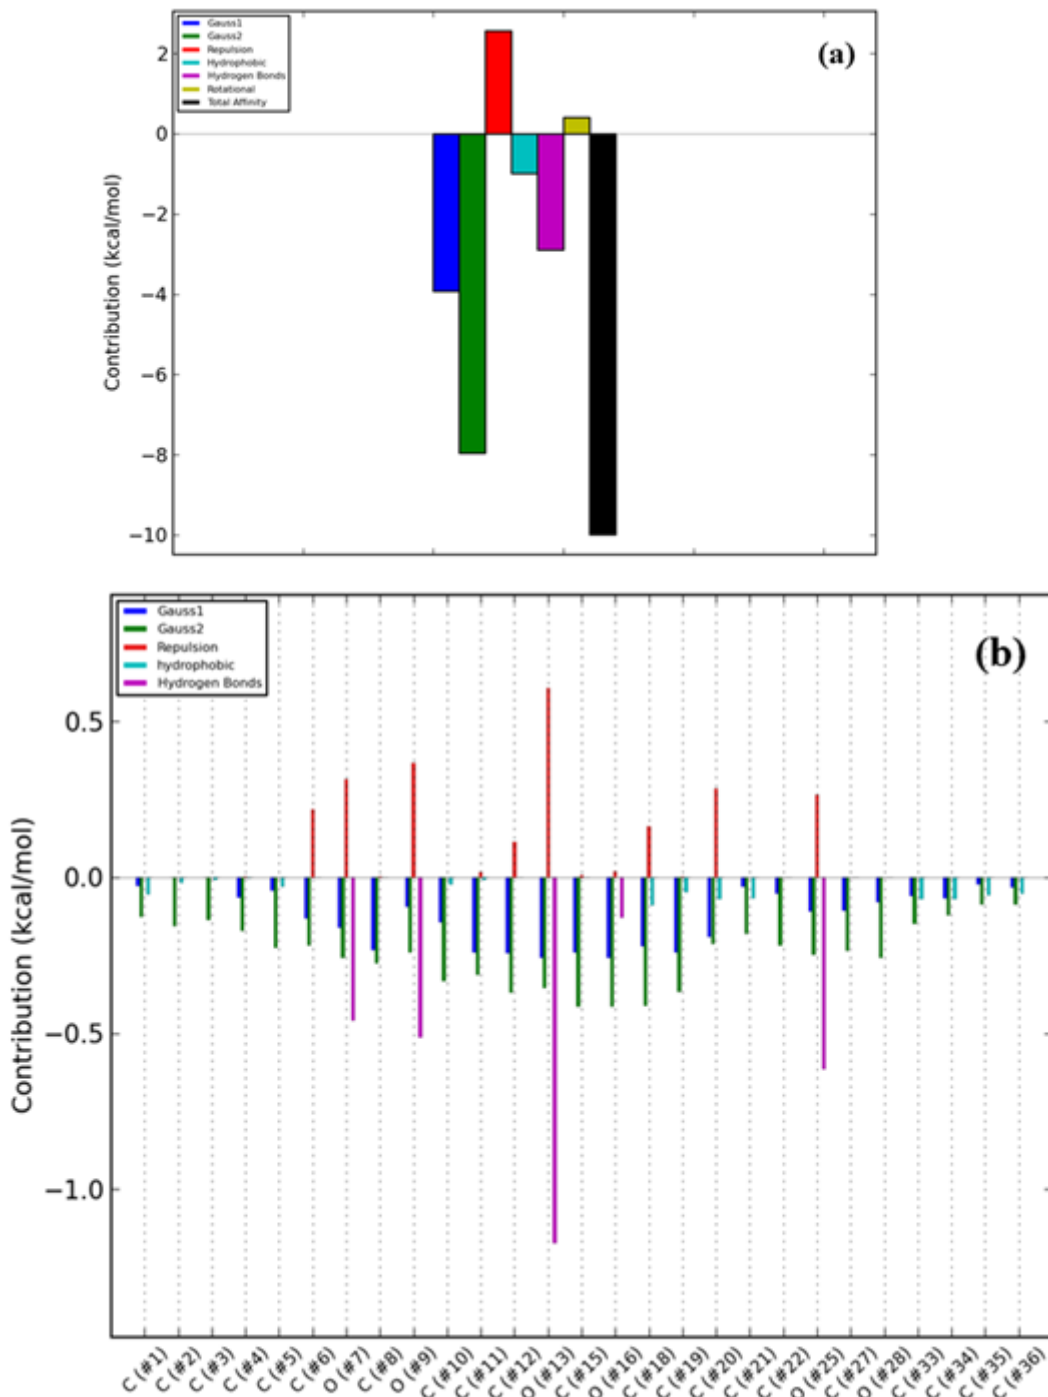 Gauss1
Gauss2
Repulsion
Hydrophobic
Hydrogen Bonds
Rotational
Total Affinity
(a)
2
0
−2
−4
−6
−8
−10
Contribution (kcal/mol)
Gauss1
Gauss2
Repulsion
hydrophobic
Hydrogen Bonds
(b)
0.5
0.0
−0.5
−1.0
Contribution (kcal/mol)
C (#1)
C (#2)
C (#3)
C (#4)
C (#5)
C (#6)
O (#7)
C (#8)
O (#9)
C (#10)
C (#11)
C (#12)
O (#13)
C (#15)
O (#16)
C (#18)
C (#19)
C (#20)
C (#21)
C (#22)
O (#25)
C (#27)
O (#28)
C (#33)
C (#34)
C (#35)
C (#36)